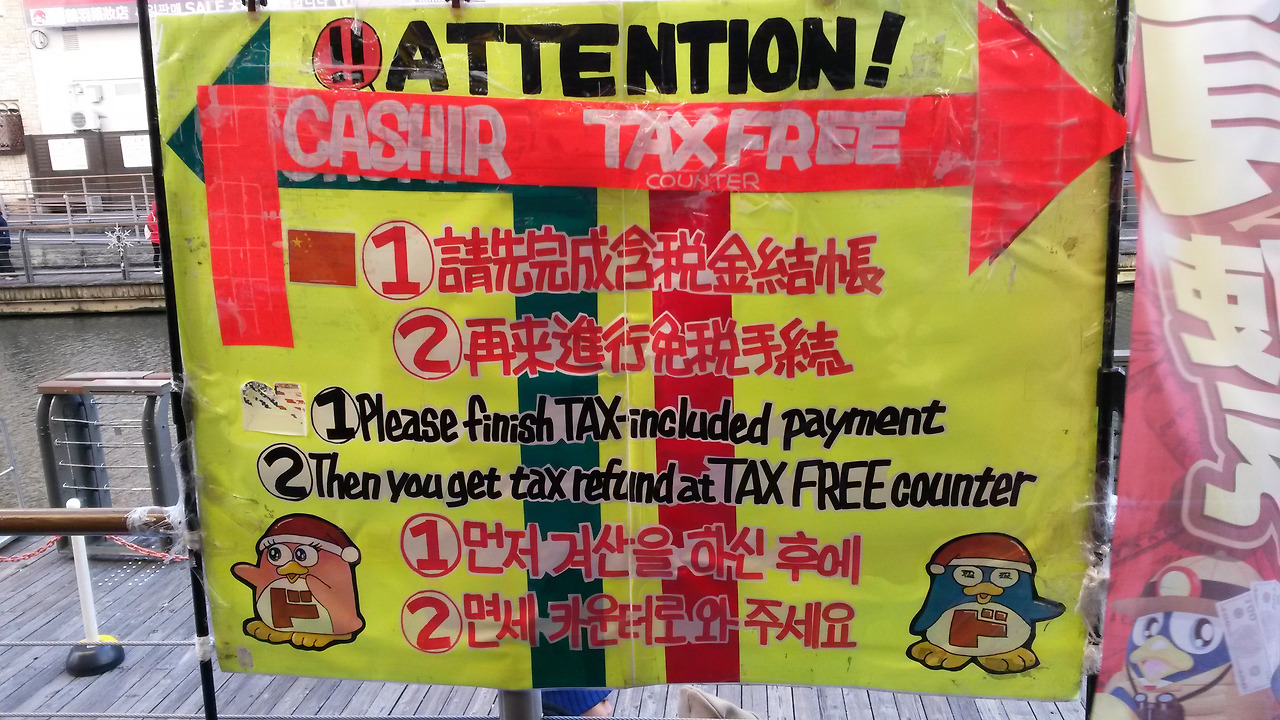 !! ATTENTION!
CASHIR TAX FREE
COUNTER
1 請先完成含税金結帳
2 再来進行免税手続
1 Please finish TAX-included payment
2 Then you get tax refund at TAX FREE counter
1 먼저 계산을 하신 후에
2 면세 카운터로 와 주세요
ド
ド